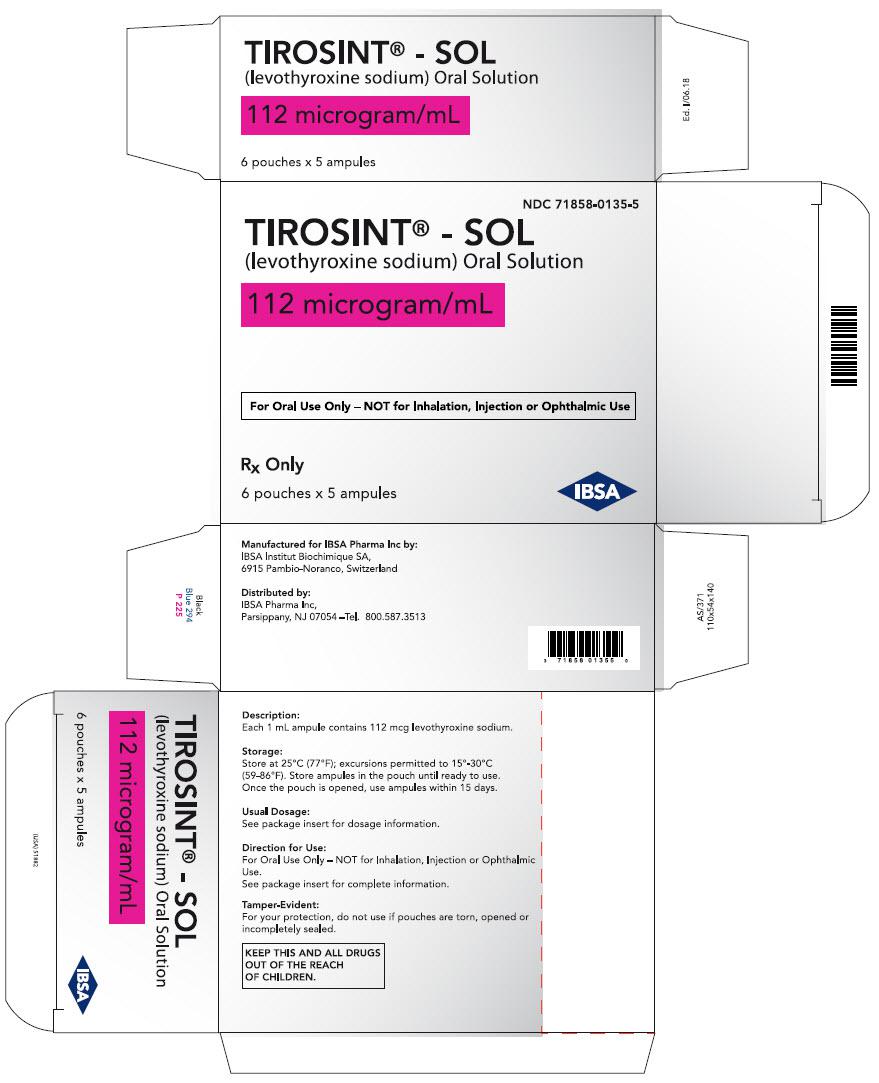 TIROSINT® - SOL
(levothyroxine sodium) Oral Solution
112 microgram/mL
6 pouches x 5 ampules
Ed. I/06.18
NDC 71858-0135-5
TIROSINT® - SOL
(levothyroxine sodium) Oral Solution
112 microgram/mL
For Oral Use Only – NOT for Inhalation, Injection or Ophthalmic Use
Rx Only
6 pouches x 5 ampules
IBSA
Manufactured for IBSA Pharma Inc by:
IBSA Institut Biochimique SA,
6915 Pambio-Noranco, Switzerland
Distributed by:
IBSA Pharma Inc,
Parsippany, NJ 07054 –Tel. 800.587.3513
3 71858 01355 0
Black
Blue 294
P 225
AS/371
110x54x140
TIROSINT® - SOL
(levothyroxine sodium) Oral Solution
112 microgram/mL
6 pouches x 5 ampules
IBSA
Description:
Each 1 mL ampule contains 112 mcg levothyroxine sodium.
Storage:
Store at 25°C (77°F); excursions permitted to 15°-30°C
(59-86°F). Store ampules in the pouch until ready to use.
Once the pouch is opened, use ampules within 15 days.
Usual Dosage:
See package insert for dosage information.
Direction for Use:
For Oral Use Only – NOT for Inhalation, Injection or Ophthalmic
Use.
See package insert for complete information.
Tamper-Evident:
For your protection, do not use if pouches are torn, opened or
incompletely sealed.
KEEP THIS AND ALL DRUGS
OUT OF THE REACH
OF CHILDREN.